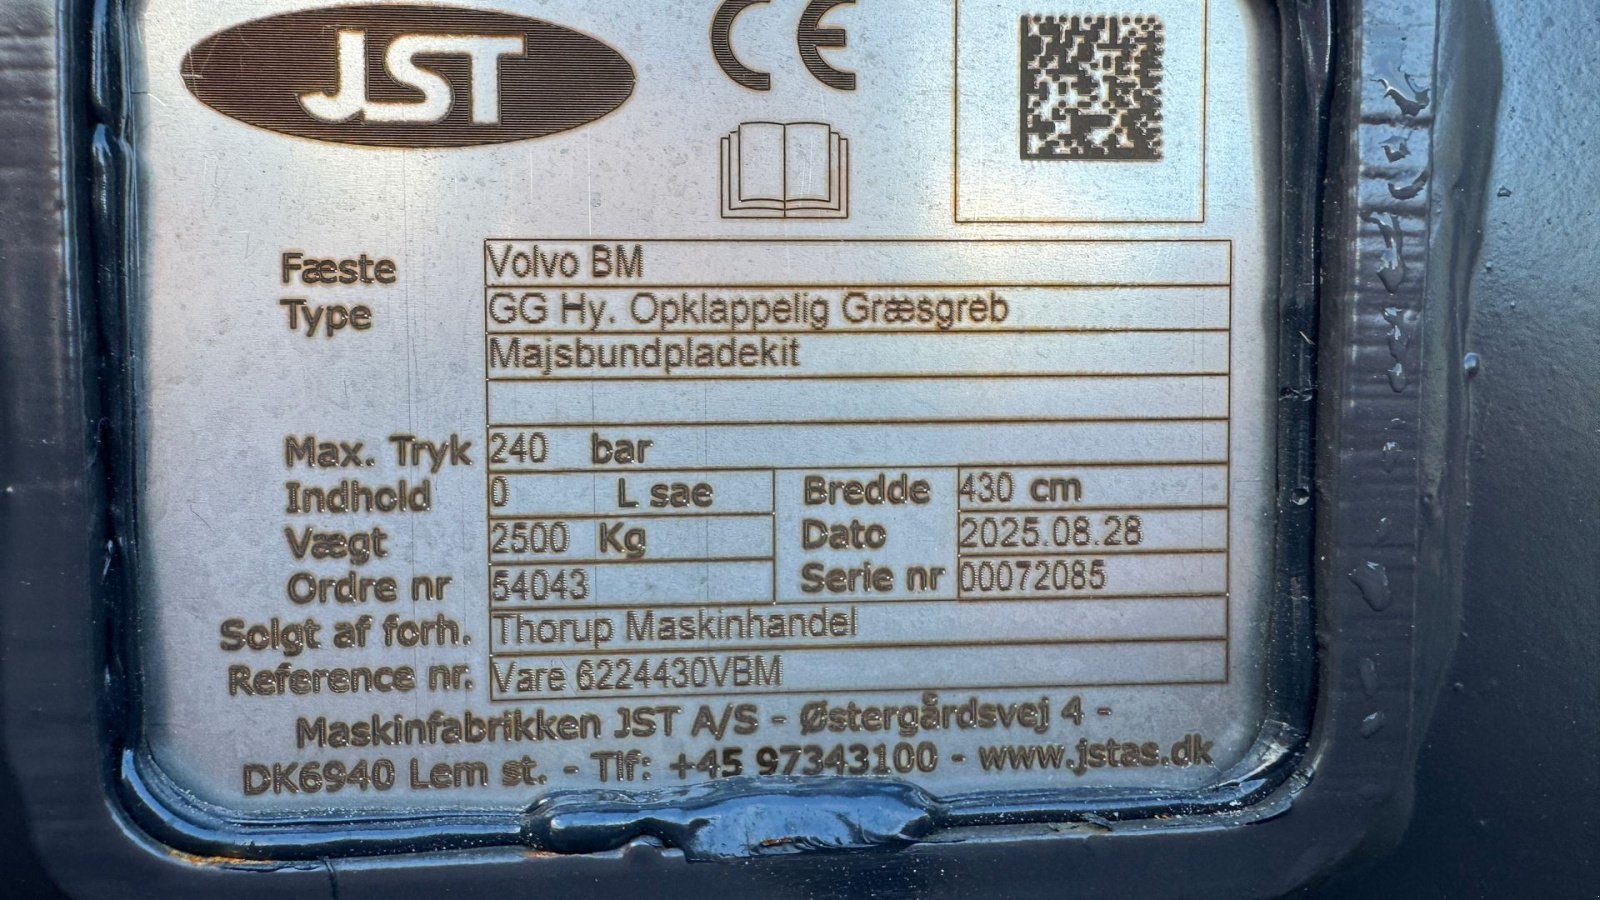 JST CE
Fæste Volvo BM
Type GG Hy. Opklappelig Græsgreb
Majsbundpladekit
Max. Tryk 240 bar
Indhold 0 L sae Bredde 430 cm
Vægt 2500 Kg Dato 2025.08.28
Ordre nr 54043 Serie nr 00072085
Solgt af forh. Thorup Maskinhandel
Reference nr. Vare 6224430VBM
Maskinfabrikken JST A/S - Østergårdsvej 4 -
DK6940 Lem st. - Tlf: +45 97343100 - www.jstas.dk